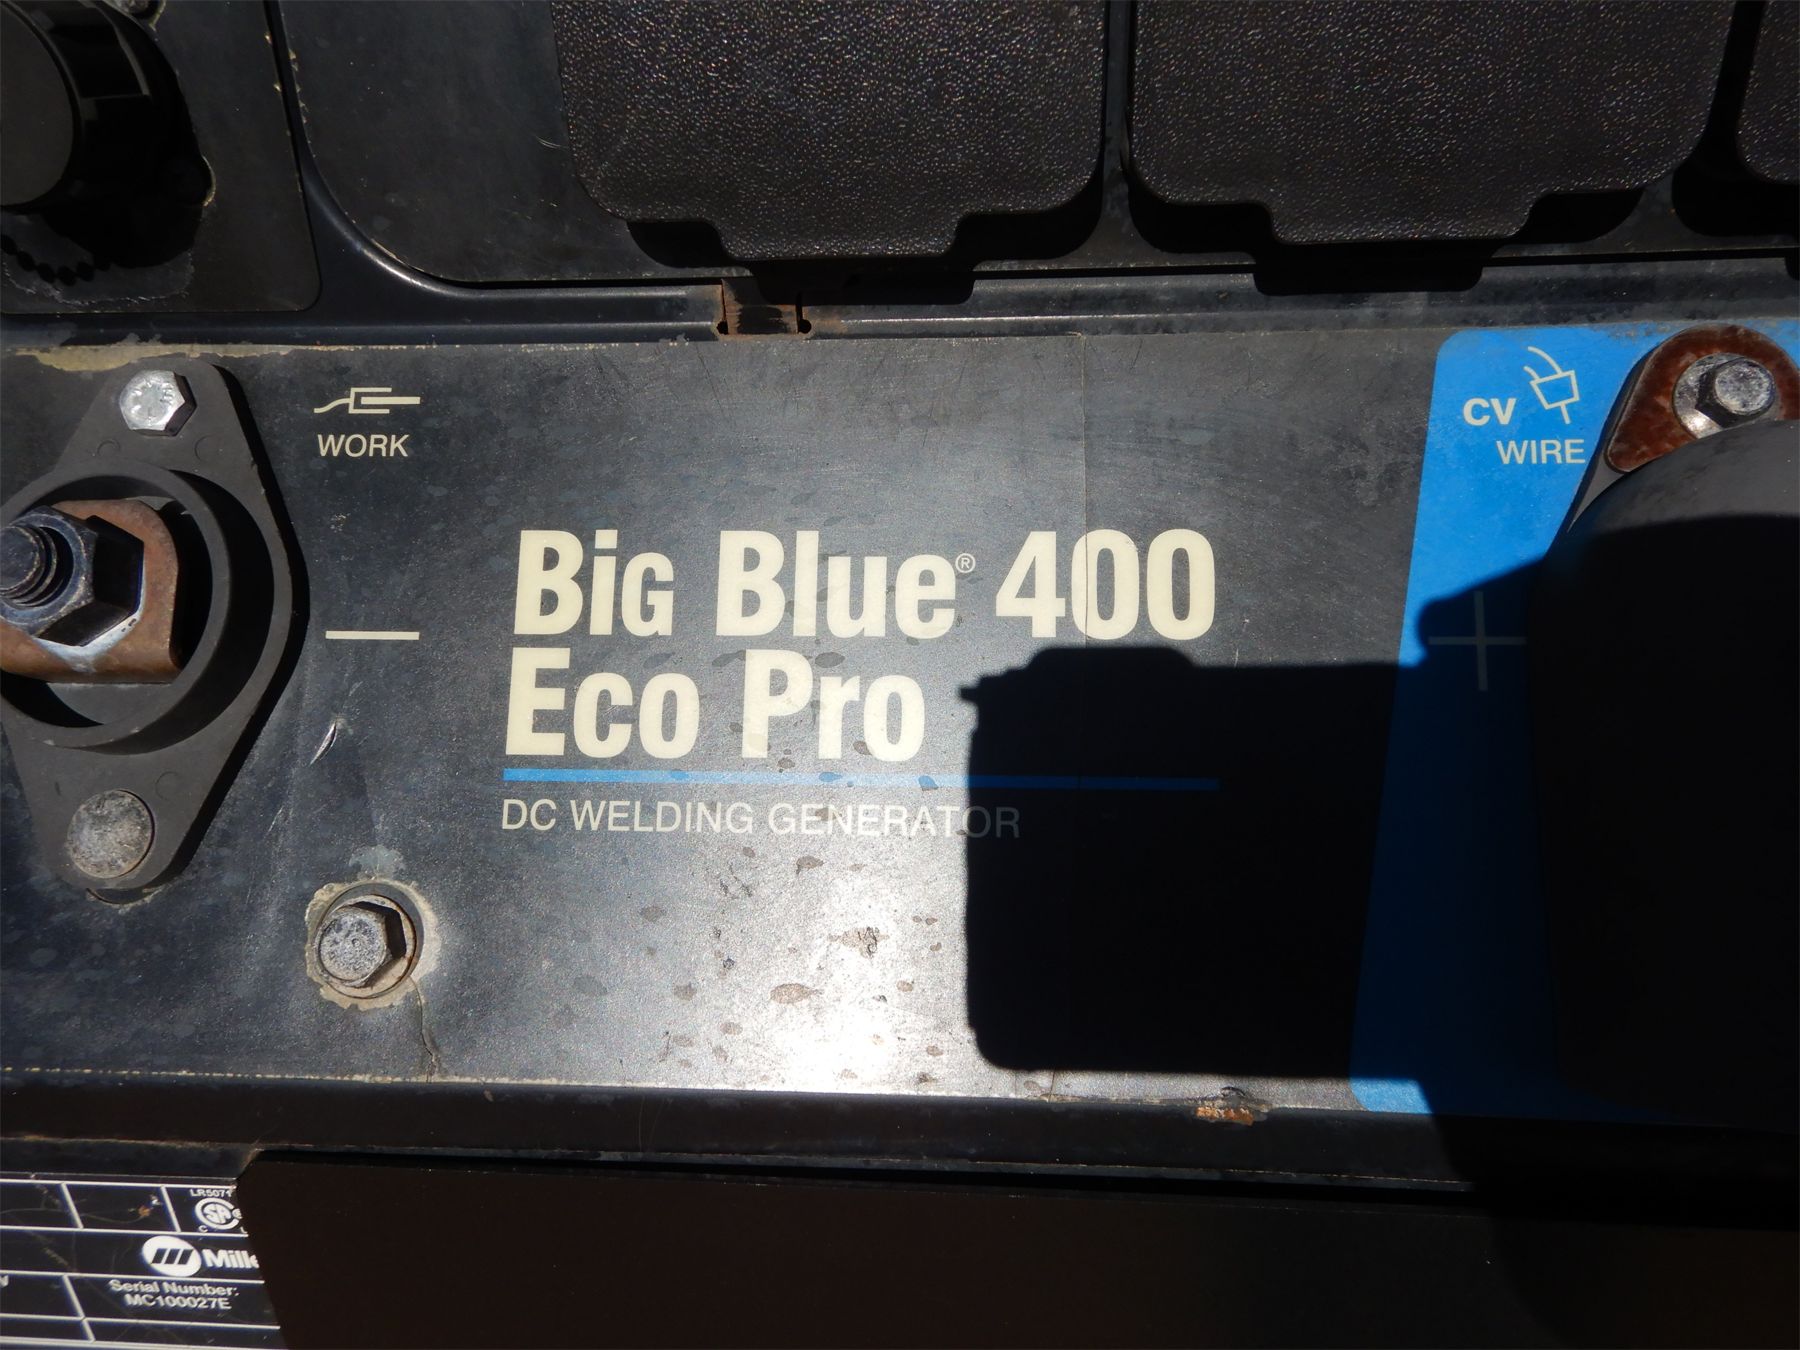 WORK
CV
WIRE
Big Blue® 400
Eco Pro
DC WELDING GENERATOR
Serial Number:
MC100027E